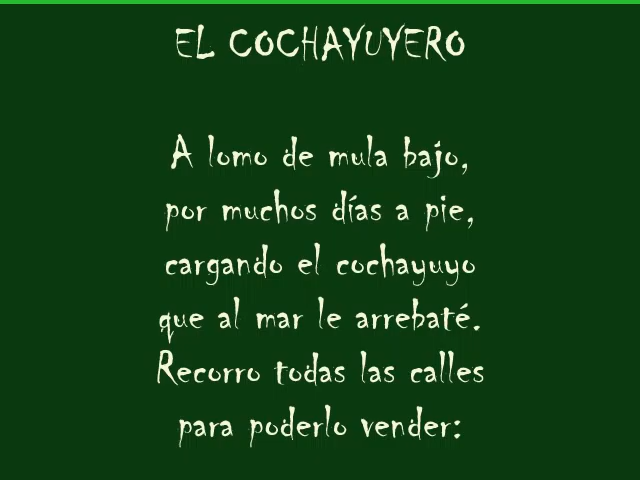 EL COCHAYUYERO
A lomo de mula bajo,
por muchos días a pie,
cargando el cochayuyo
que al mar le arrebaté.
Recorro todas las calles
para poderlo vender: